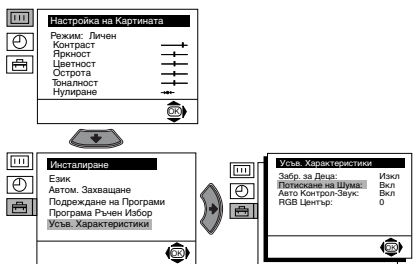 Настройка на Картината
Режим: Личен
Контраст
Яркност
Цветност
Острота
Тоналност
Нулиране
OK
Инсталиране
Език
Автом. Захващане
Подреждане на Програми
Програма Ръчен Избор
Усъв. Характеристики
OK
Усъв. Характеристики
Забр. за Деца: Изкл
Потискане на Шума: Вкл
Авто Контрол-Звук: Вкл
RGB Център: 0
OK